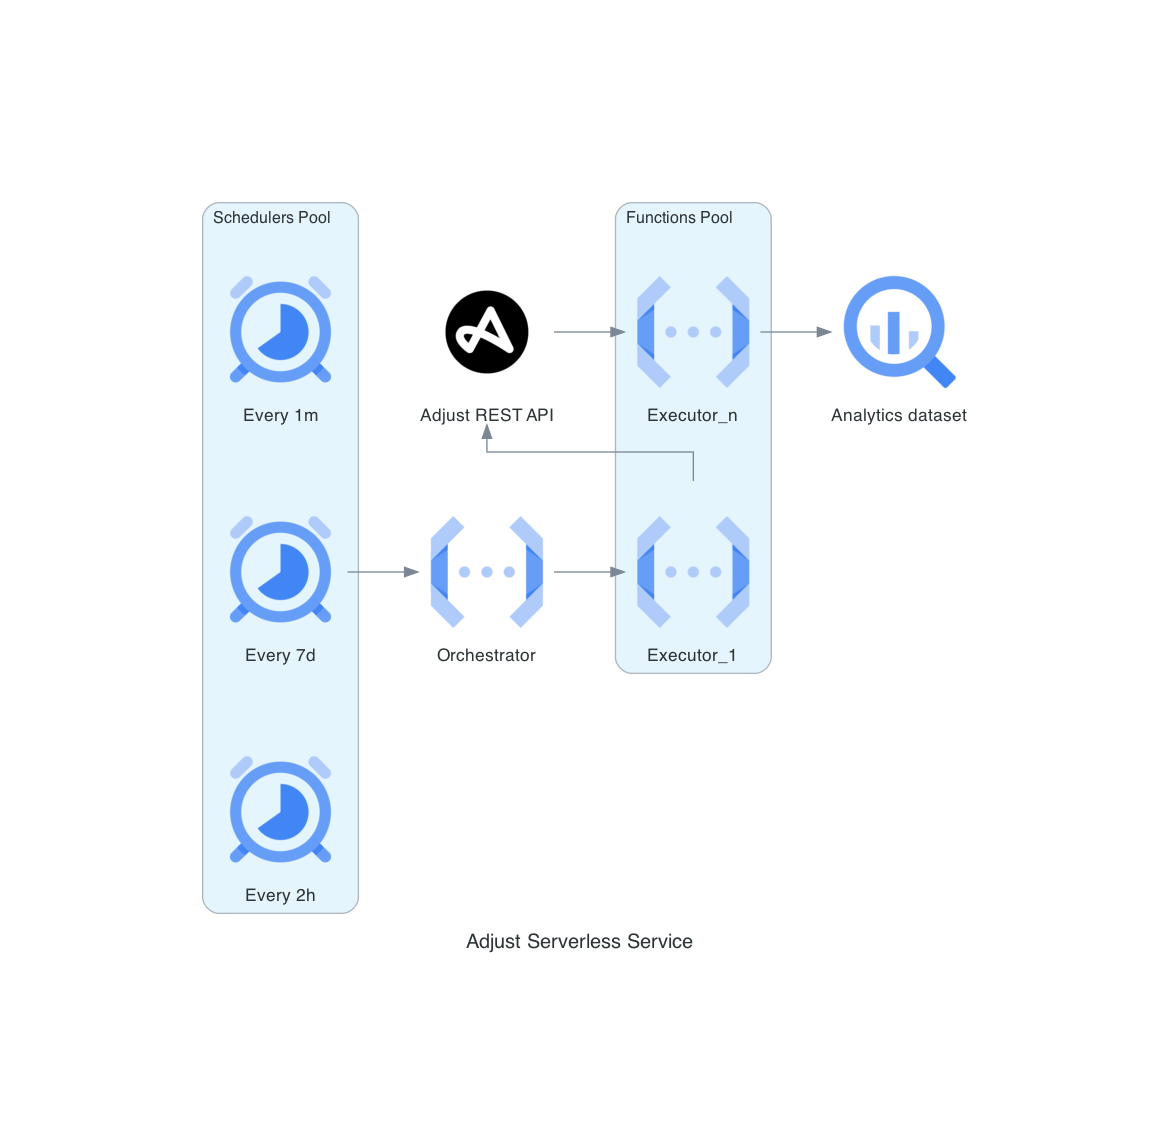 Schedulers Pool
Functions Pool
Every 1m
Adjust REST API
Executor_n
Analytics dataset
Every 7d
Orchestrator
Executor_1
Every 2h
Adjust Serverless Service